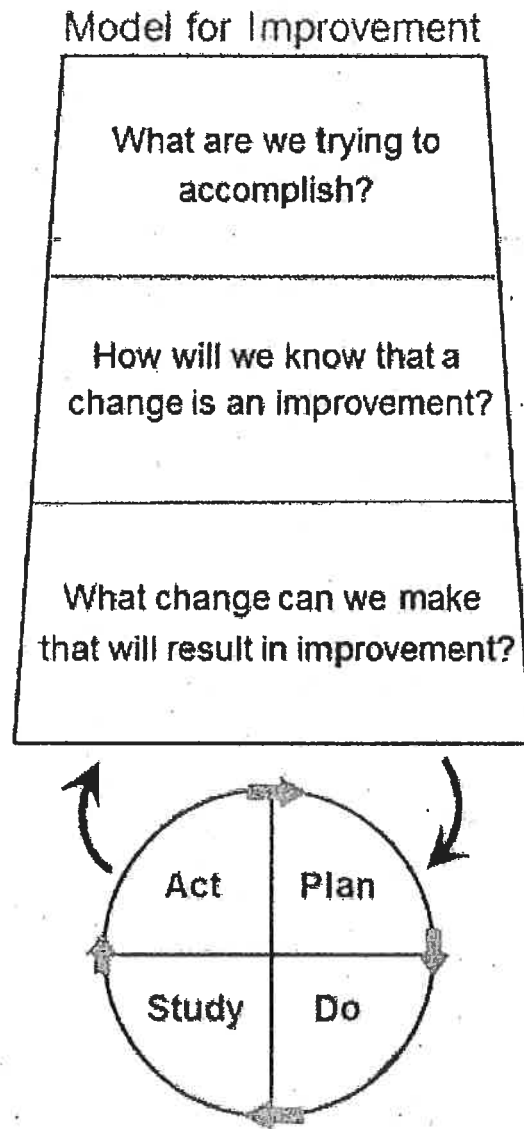 Model for Improvement
What are we trying to
accomplish?
How will we know that a
change is an improvement?
What change can we make
that will result in improvement?
Act
Plan
Study
Do